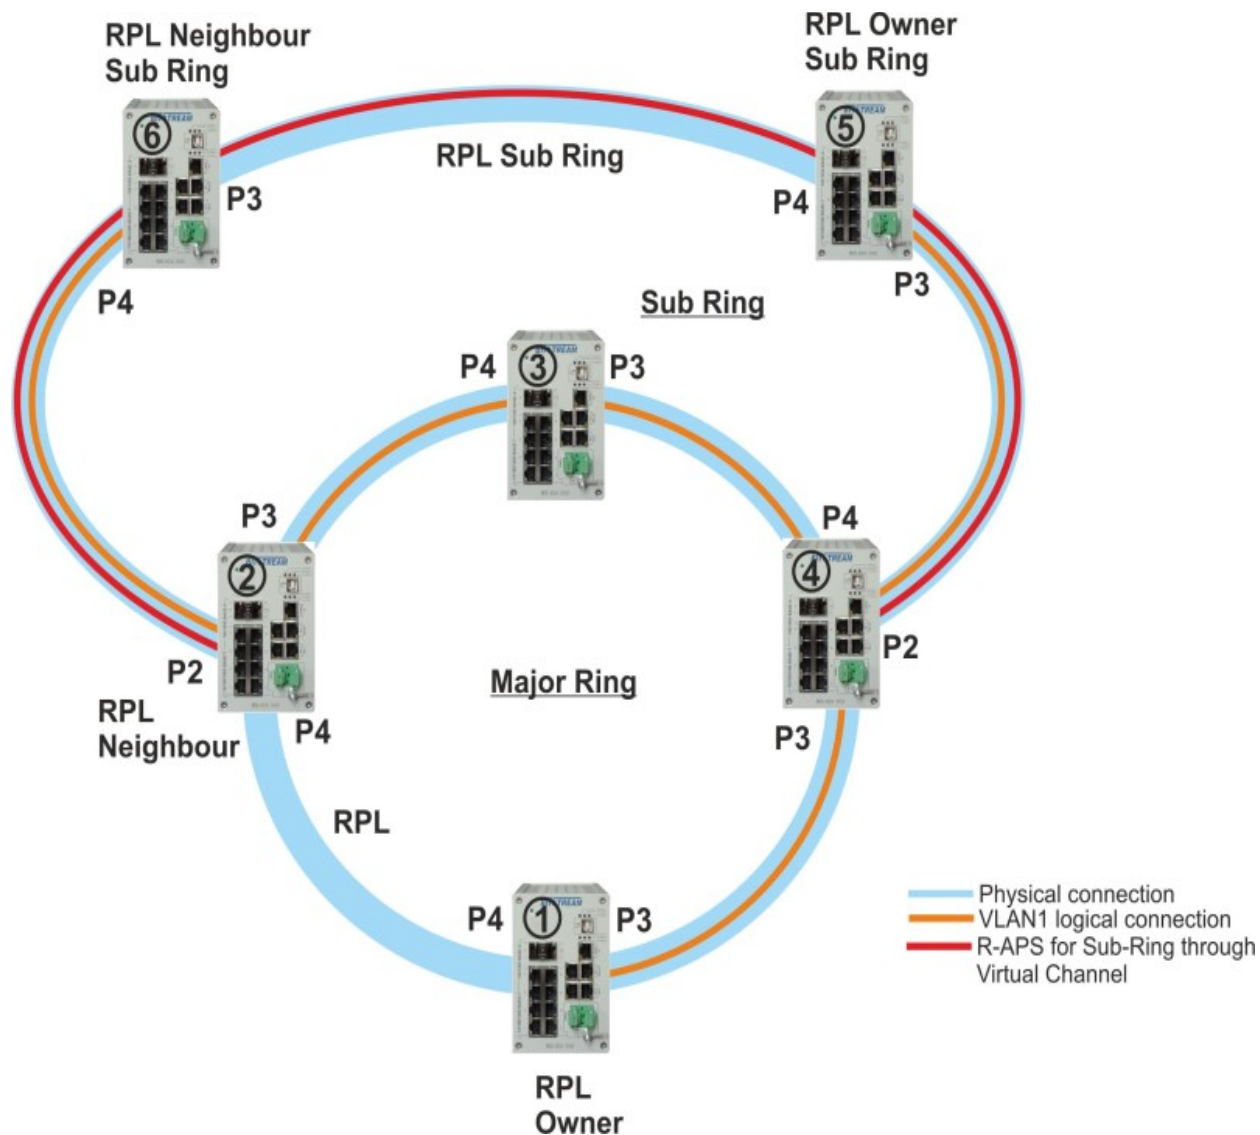 RPL Neighbour
Sub Ring
RPL Owner
Sub Ring
6
5
RPL Sub Ring
P3
P4
P4
P3
Sub Ring
P4
3
P3
P3
P4
2
4
P2
P2
Major Ring
RPL
Neighbour
P4
P3
RPL
P4
1
P3
Physical connection
VLAN1 logical connection
R-APS for Sub-Ring through
Virtual Channel
RPL
Owner